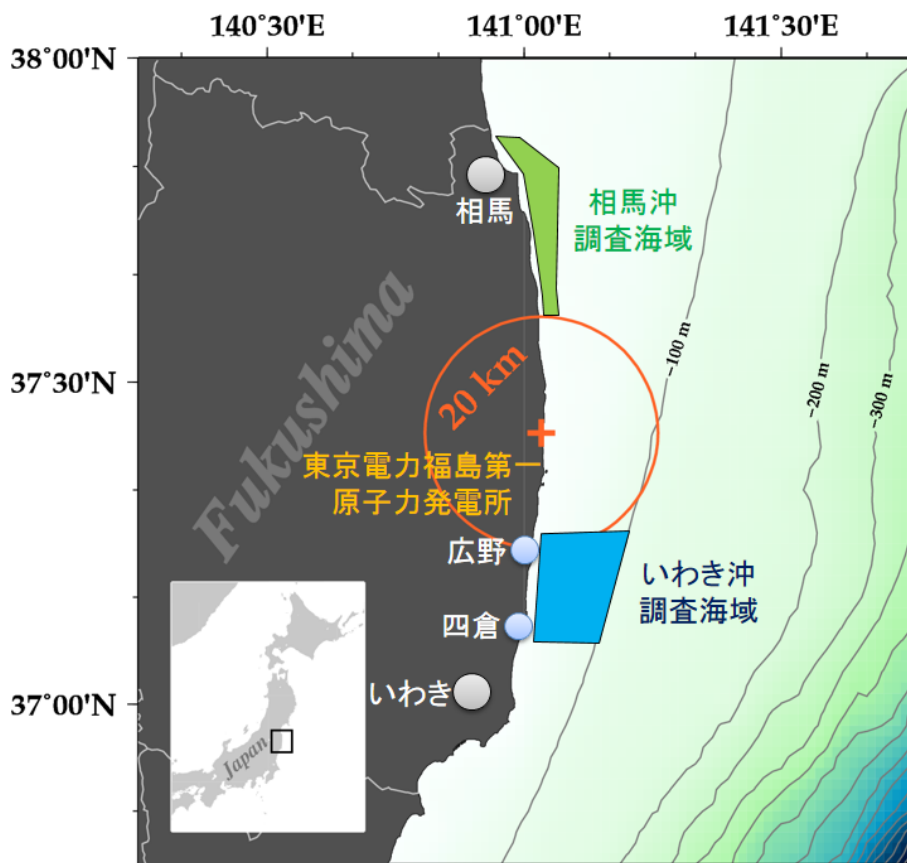 140°30'E
141°00'E
141°30'E
38°00'N
37°30'N
37°00'N
相馬
相馬沖
調査海域
Fukushima
20 km
-100 m
-200 m
-300 m
東京電力福島第一
原子力発電所
広野
四倉
いわき
いわき沖
調査海域
Japan